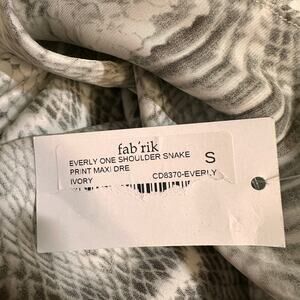 fab'rik
EVERLY ONE SHOULDER SNAKE
PRINT MAXI DRE
S
IVORY
CD8370-EVERLY